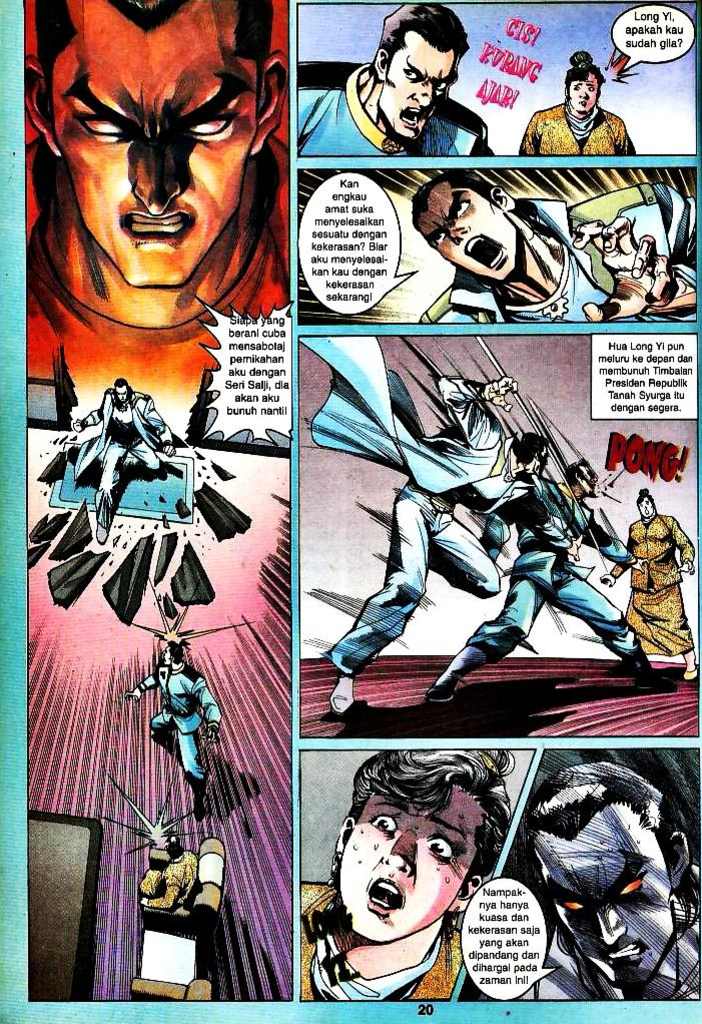 Siapa yang
berani cuba
mensabotaj
pernikahan
aku dengan
Seri Salji, dia
akan aku
bunuh nanti!
CIS!
KURANG
AJAR!
Long Yi,
apakah kau
sudah gila?
Kan
engkau
amat suka
menyelesaikan
sesuatu dengan
kekerasan? Biar
aku menyelesai-
kan kau dengan
kekerasan
sekarang!
Hua Long Yi pun
meluru ke depan dan
membunuh Timbalan
Presiden Republik
Tanah Syurga itu
dengan segera.
PONG!
Nampak-
nya hanya
kuasa dan
kekerasan saja
yang akan
dipandang dan
dihargai pada
zaman ini!
20